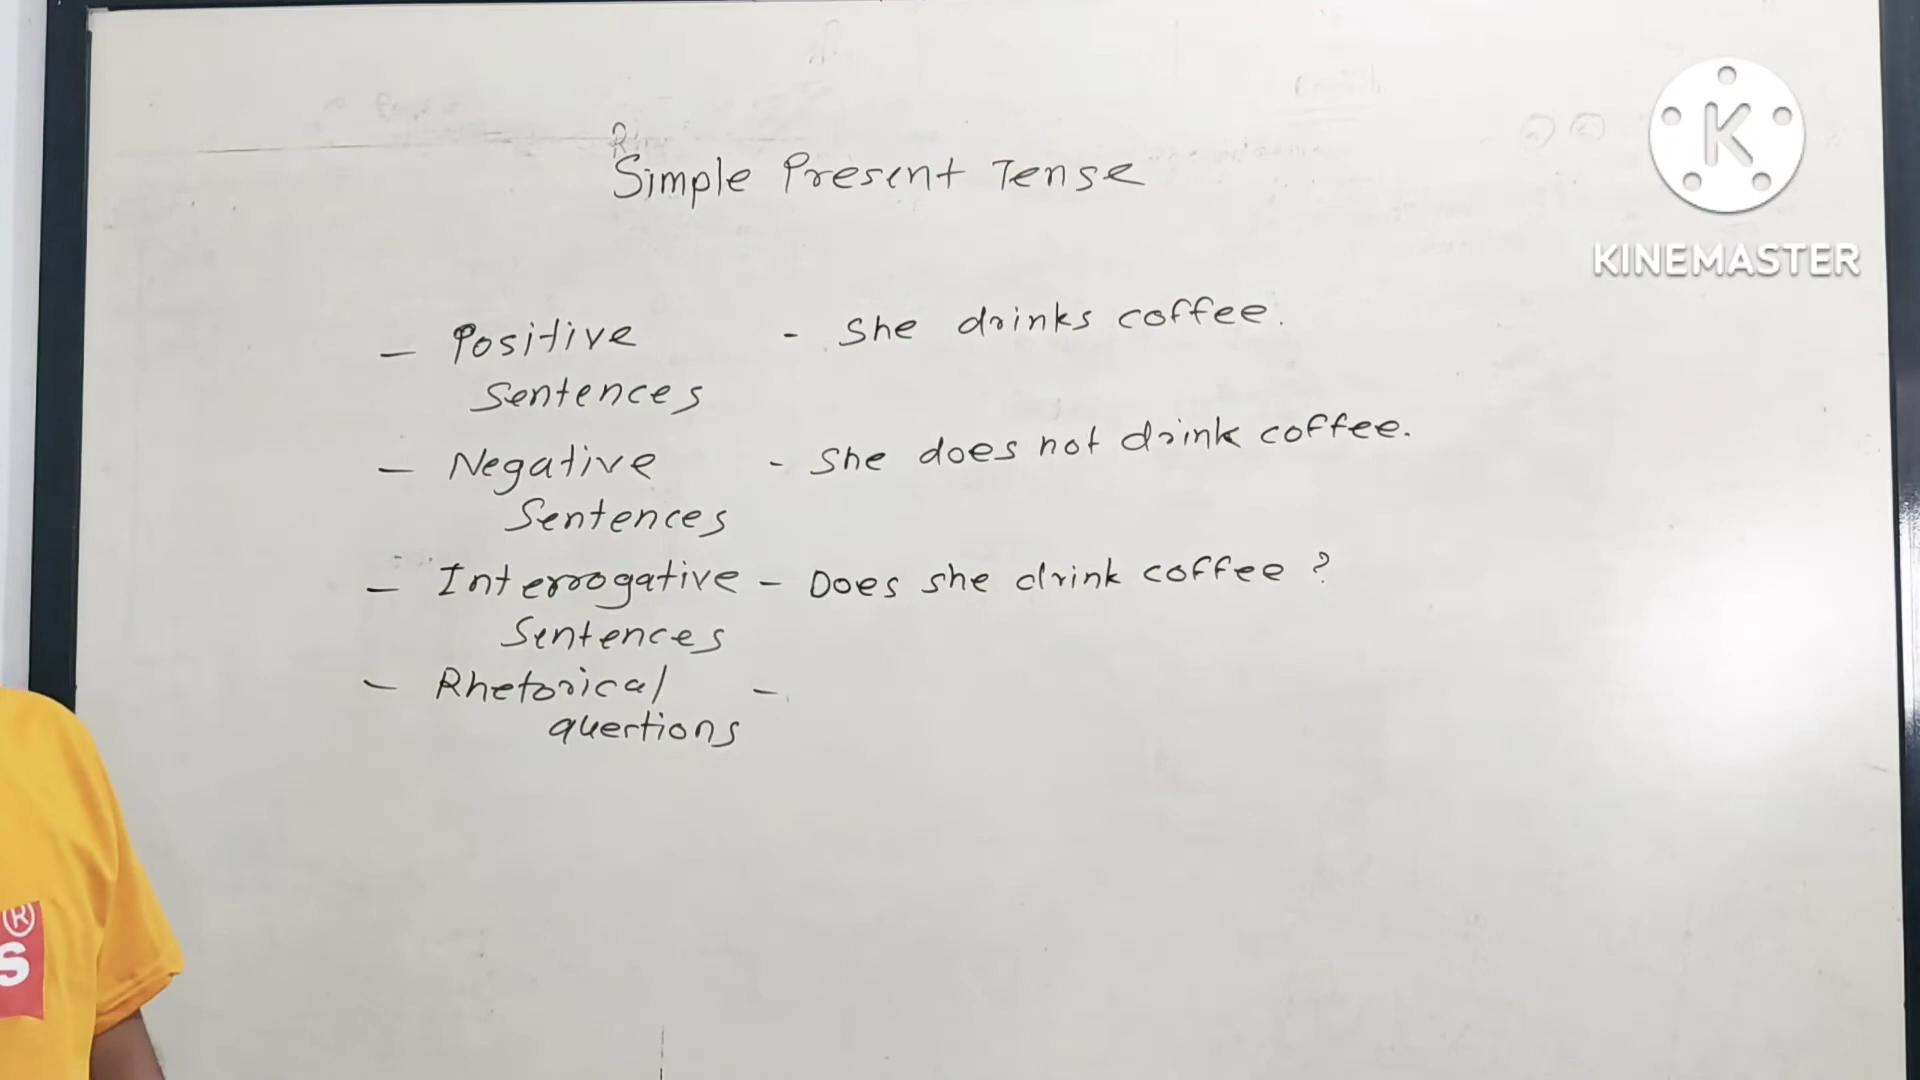 Simple Present Tense
K
KINEMASTER
— Positive - She drinks coffee.
Sentences
— Negative - She does not drink coffee.
Sentences
— Interrogative – Does she drink coffee ?
Sentences
— Rhetorical -
questions
®
S